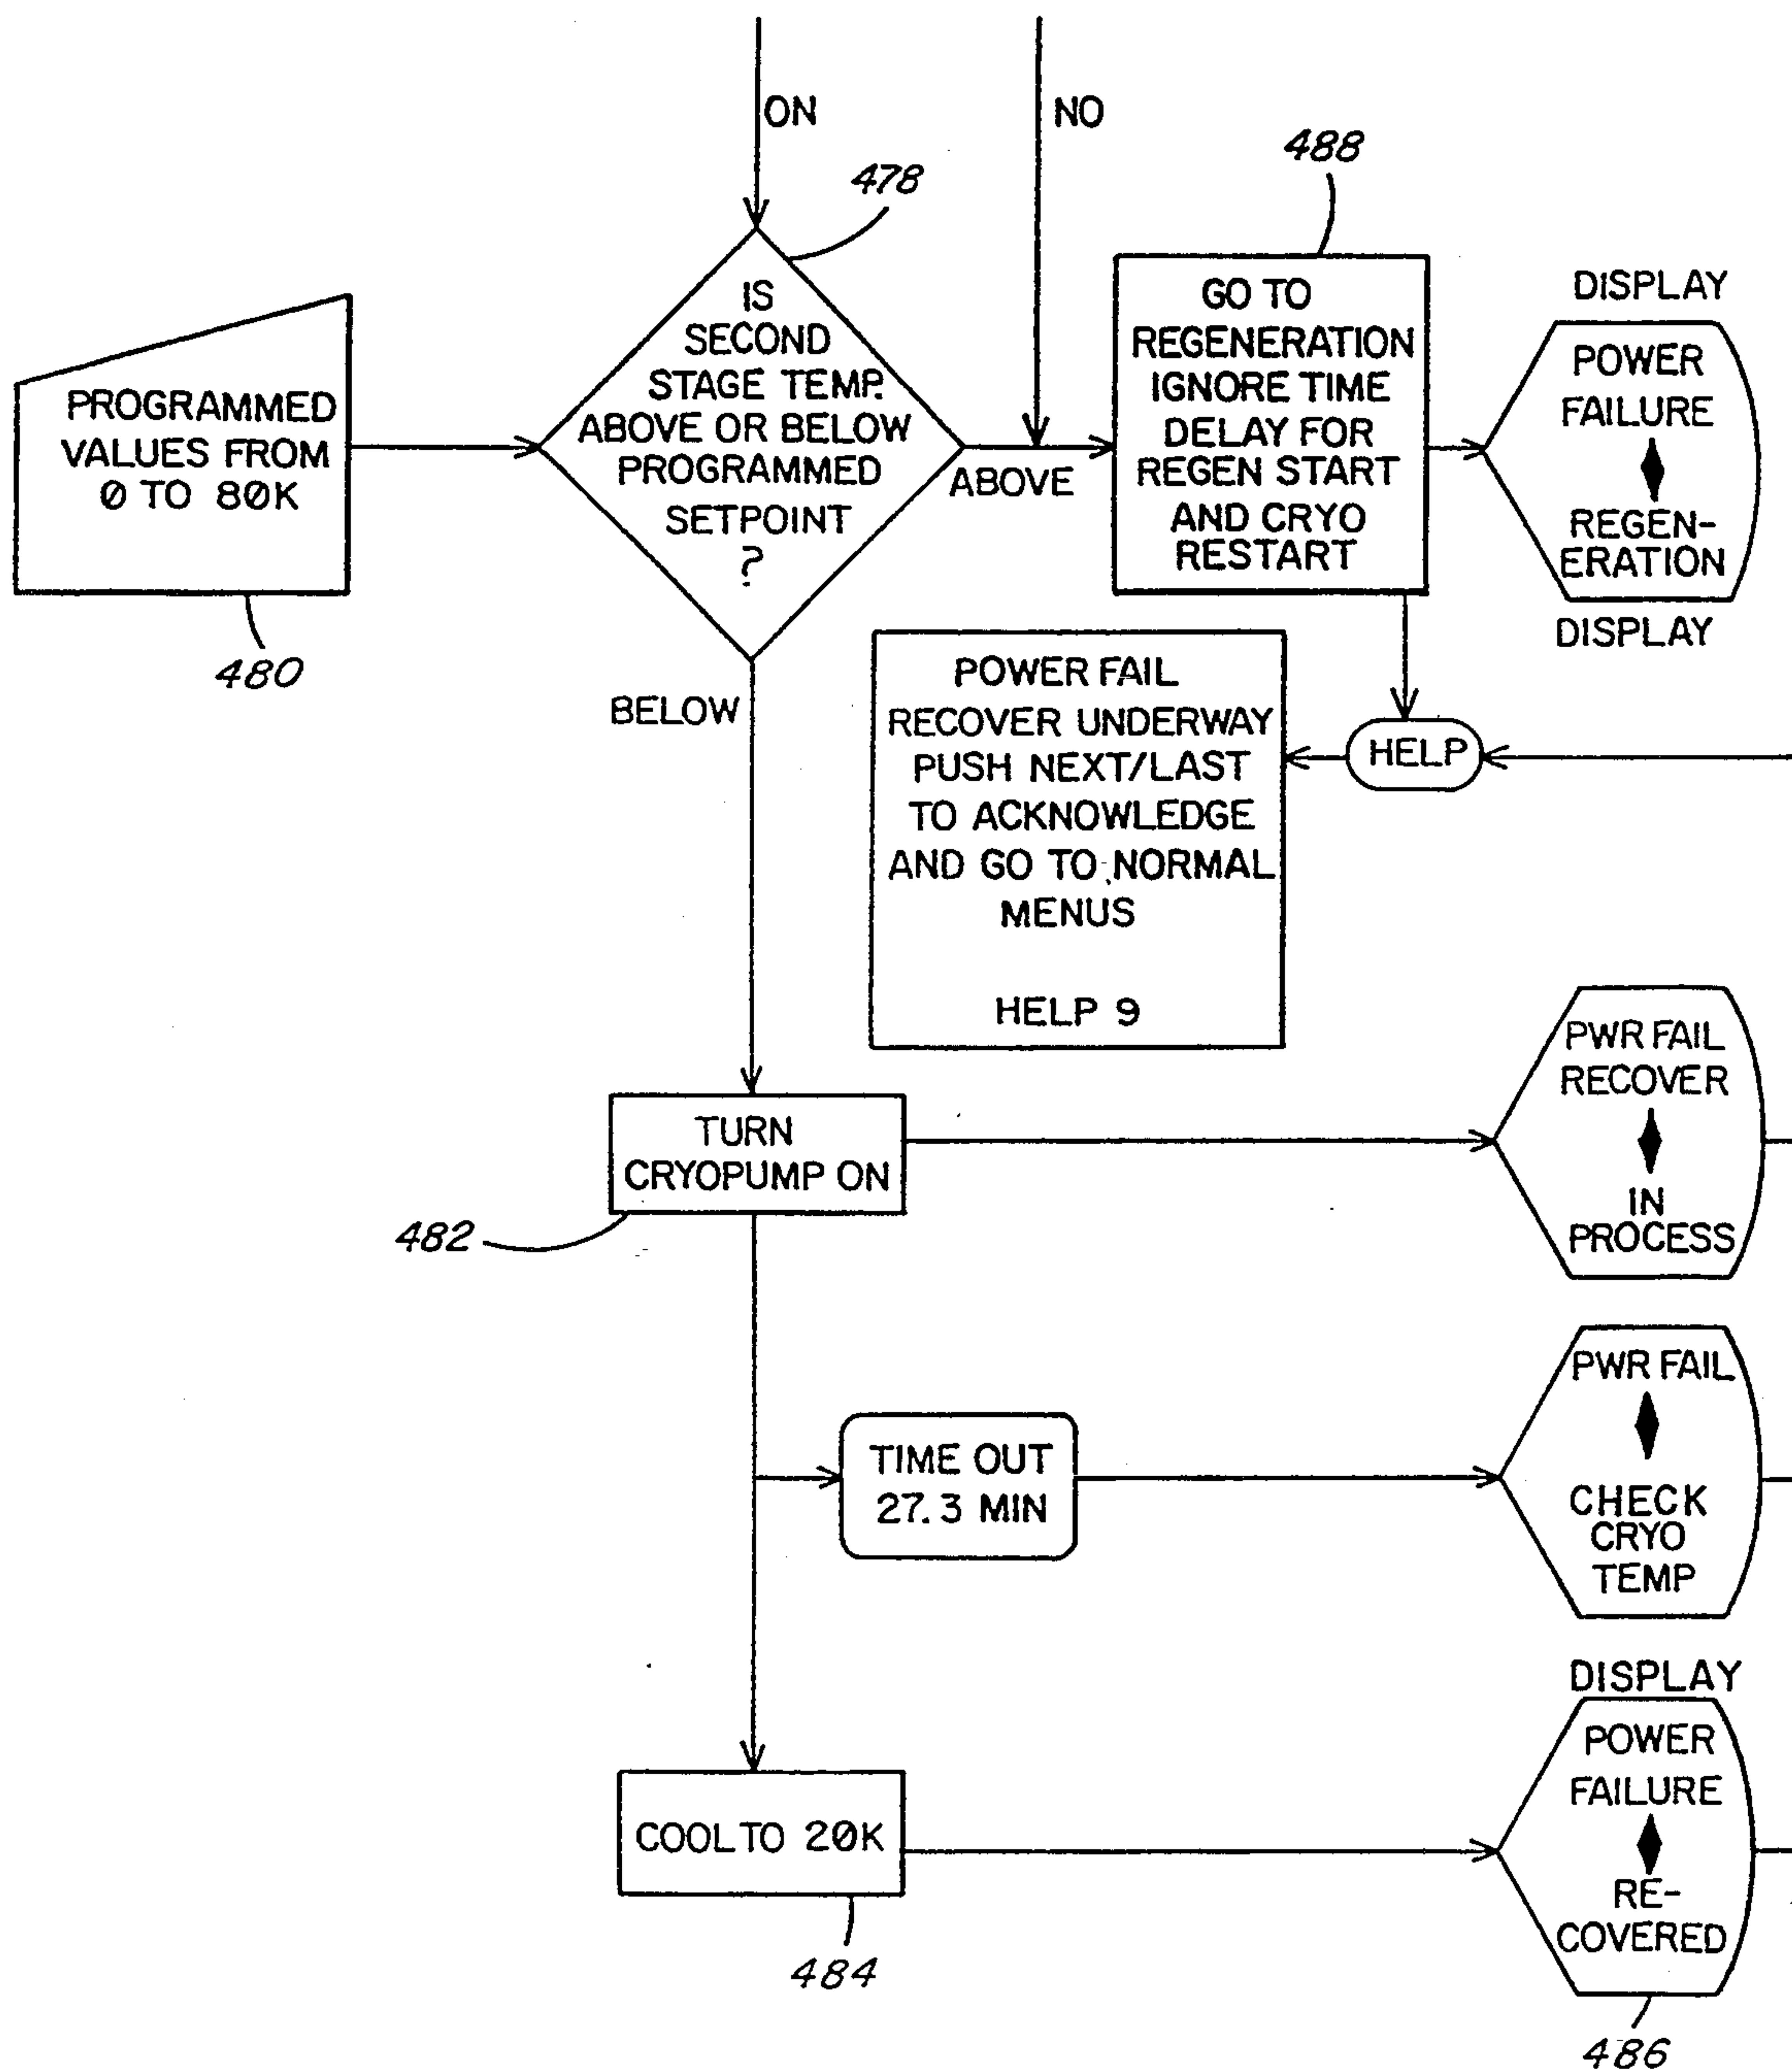 ON
NO
478
488
IS
SECOND
STAGE TEMP.
ABOVE OR BELOW
PROGRAMMED
SETPOINT
?
PROGRAMMED
VALUES FROM
0 TO 80K
480
ABOVE
BELOW
GO TO
REGENERATION
IGNORE TIME
DELAY FOR
REGEN START
AND CRYO
RESTART
DISPLAY
POWER
FAILURE
REGEN-
ERATION
DISPLAY
POWER FAIL
RECOVER UNDERWAY
PUSH NEXT/LAST
TO ACKNOWLEDGE
AND GO TO NORMAL
MENUS
HELP 9
HELP
TURN
CRYOPUMP ON
482
PWR FAIL
RECOVER
IN
PROCESS
TIME OUT
27.3 MIN
PWR FAIL
CHECK
CRYO
TEMP
COOL TO 20K
484
DISPLAY
POWER
FAILURE
RE-
COVERED
486